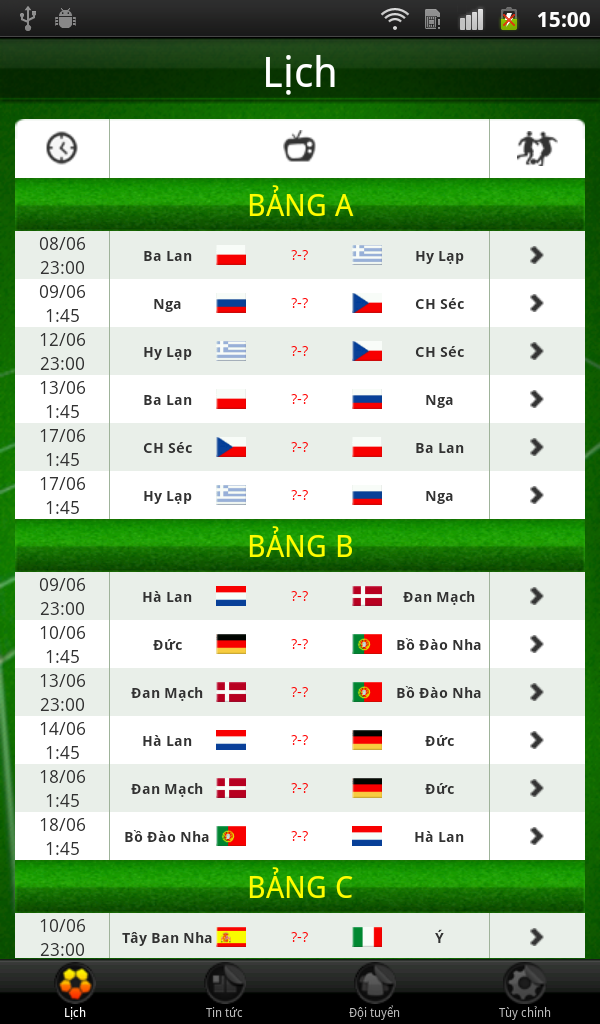 15:00
Lịch
BẢNG A
08/06 23:00 Ba Lan ?-? Hy Lạp
09/06 1:45 Nga ?-? CH Séc
12/06 23:00 Hy Lạp ?-? CH Séc
13/06 1:45 Ba Lan ?-? Nga
17/06 1:45 CH Séc ?-? Ba Lan
17/06 1:45 Hy Lạp ?-? Nga
BẢNG B
09/06 23:00 Hà Lan ?-? Đan Mạch
10/06 1:45 Đức ?-? Bồ Đào Nha
13/06 23:00 Đan Mạch ?-? Bồ Đào Nha
14/06 1:45 Hà Lan ?-? Đức
18/06 1:45 Đan Mạch ?-? Đức
18/06 1:45 Bồ Đào Nha ?-? Hà Lan
BẢNG C
10/06 23:00 Tây Ban Nha ?-? Ý
Lịch Tin tức Đội tuyển Tùy chỉnh